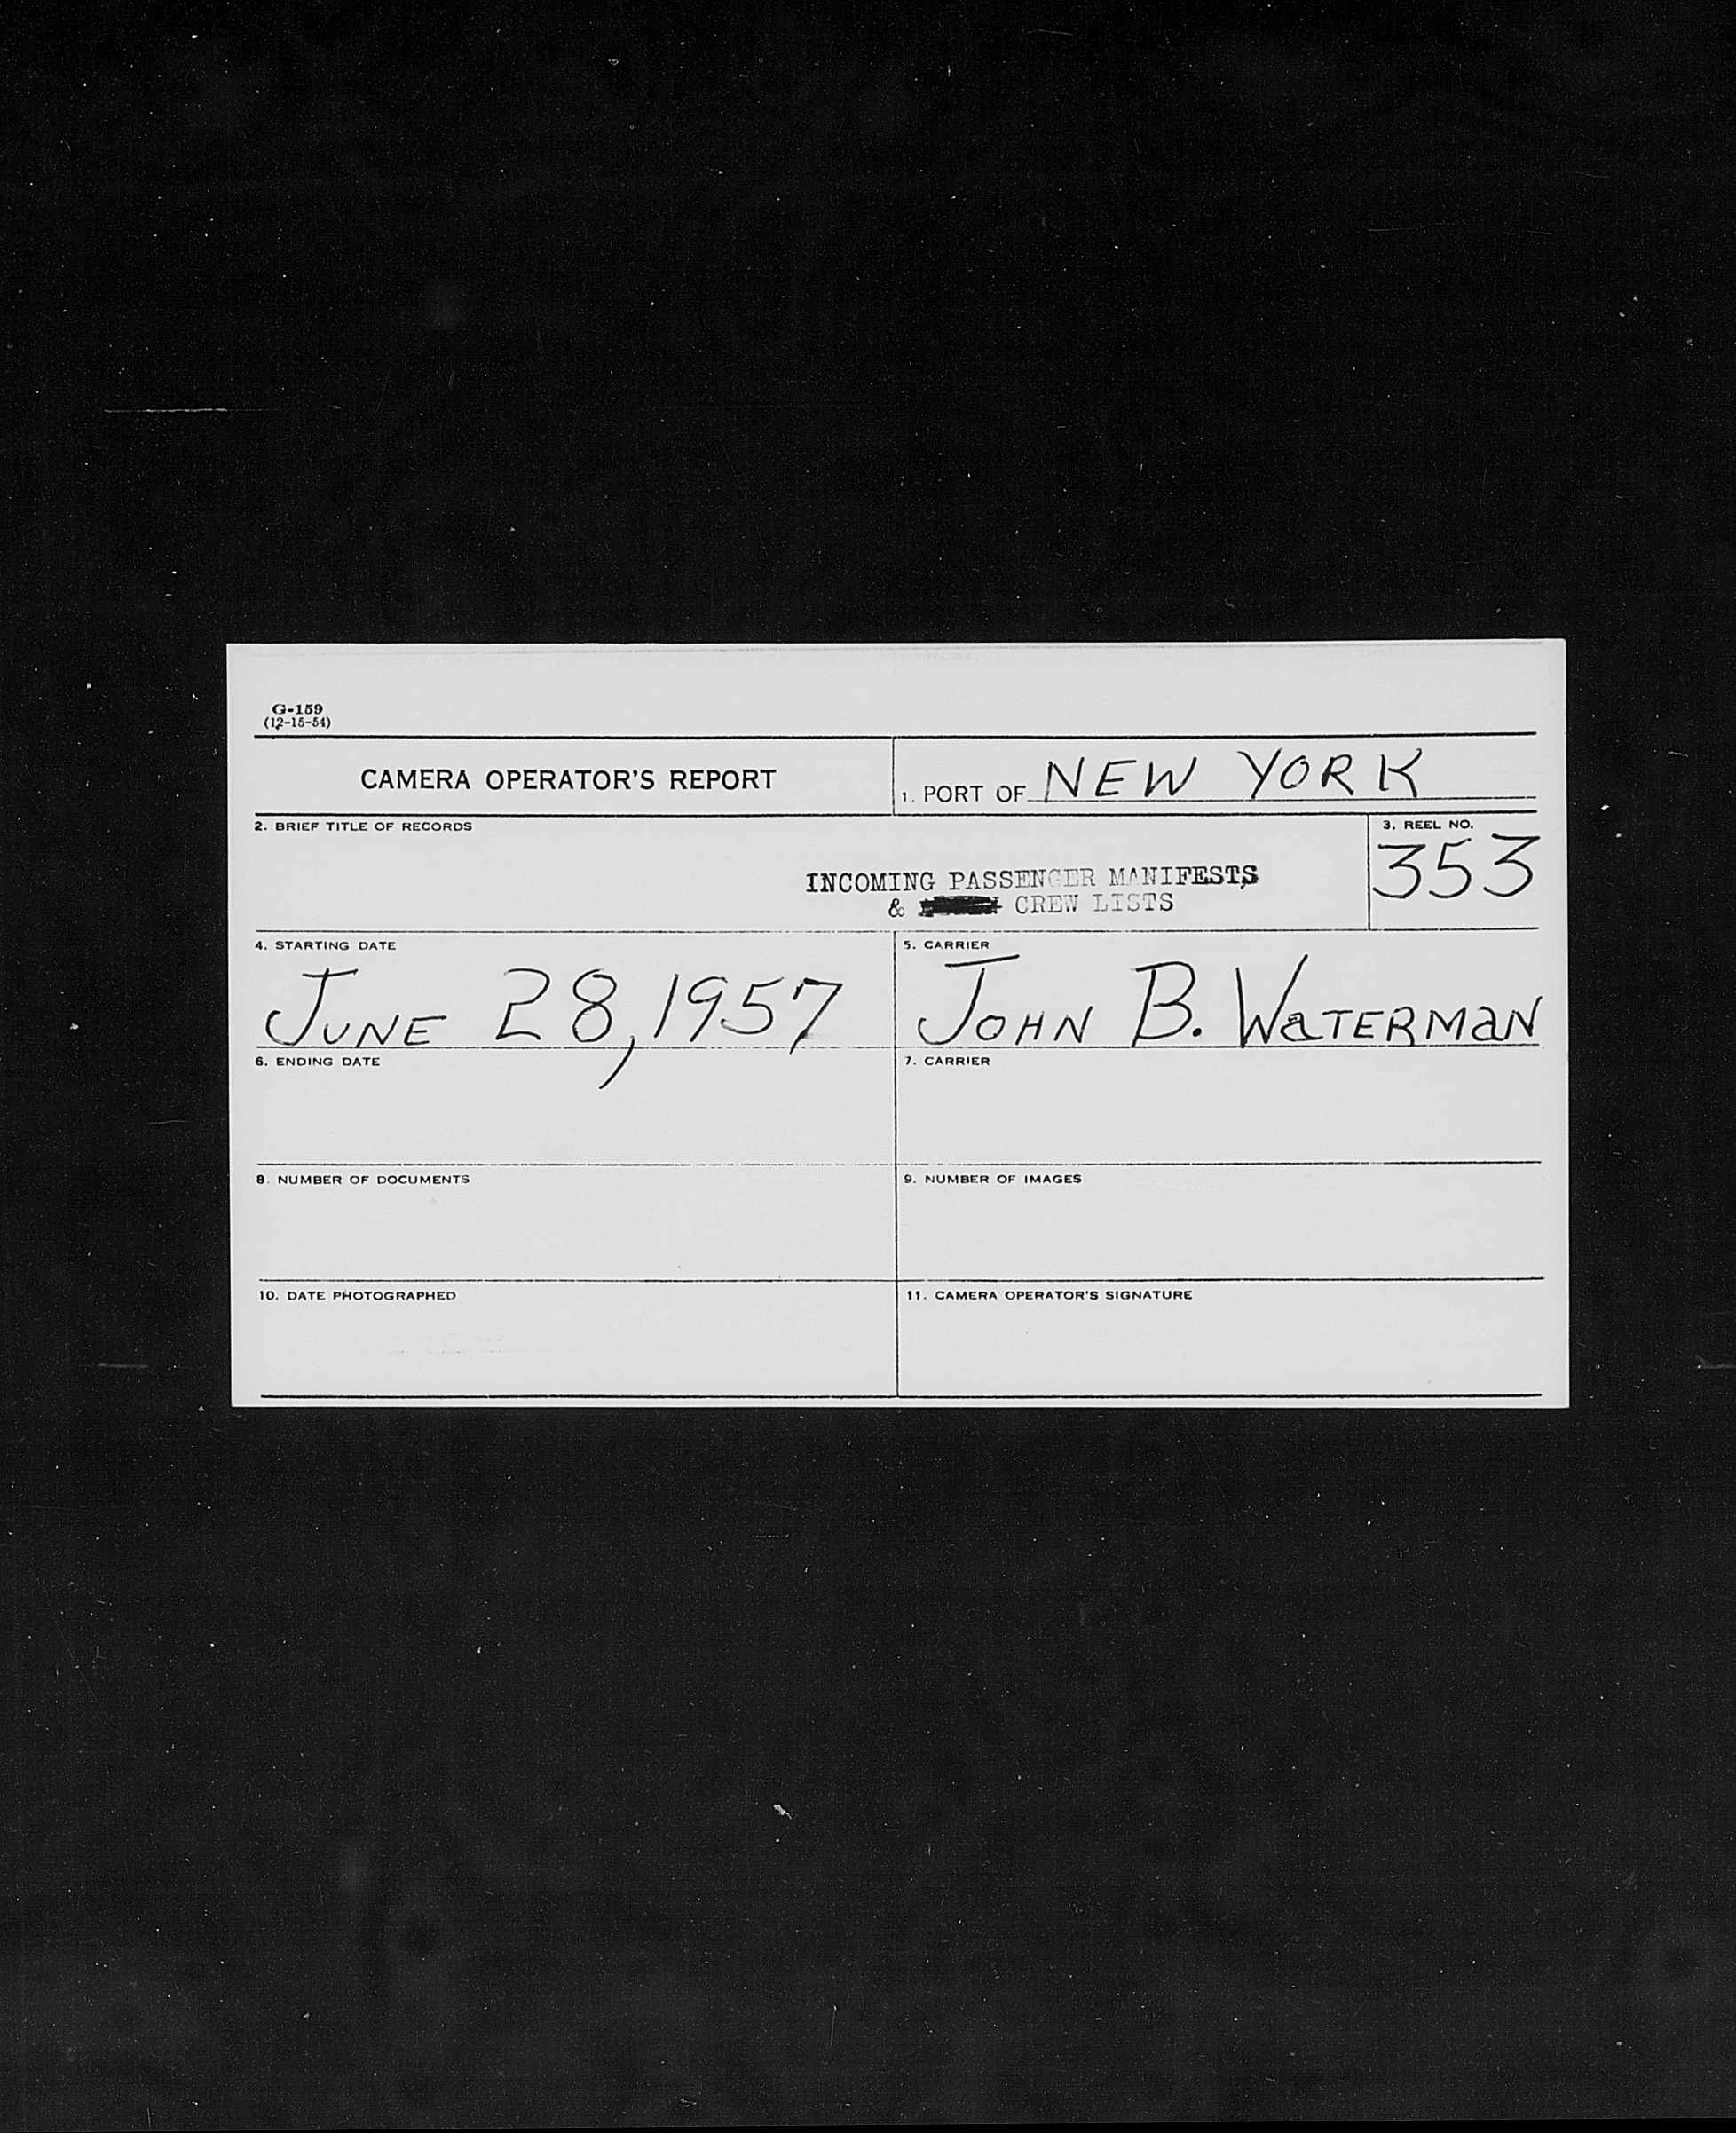 G-159
(12-15-54)
CAMERA OPERATOR'S REPORT
1. PORT OF NEW YORK
2. BRIEF TITLE OF RECORDS
INCOMING PASSENGER MANIFESTS
& CREW LISTS
3. REEL NO.
353
4. STARTING DATE
JUNE 28, 1957
5. CARRIER
JOHN B. WaTERMaN
6. ENDING DATE
7. CARRIER
8. NUMBER OF DOCUMENTS
9. NUMBER OF IMAGES
10. DATE PHOTOGRAPHED
11. CAMERA OPERATOR'S SIGNATURE